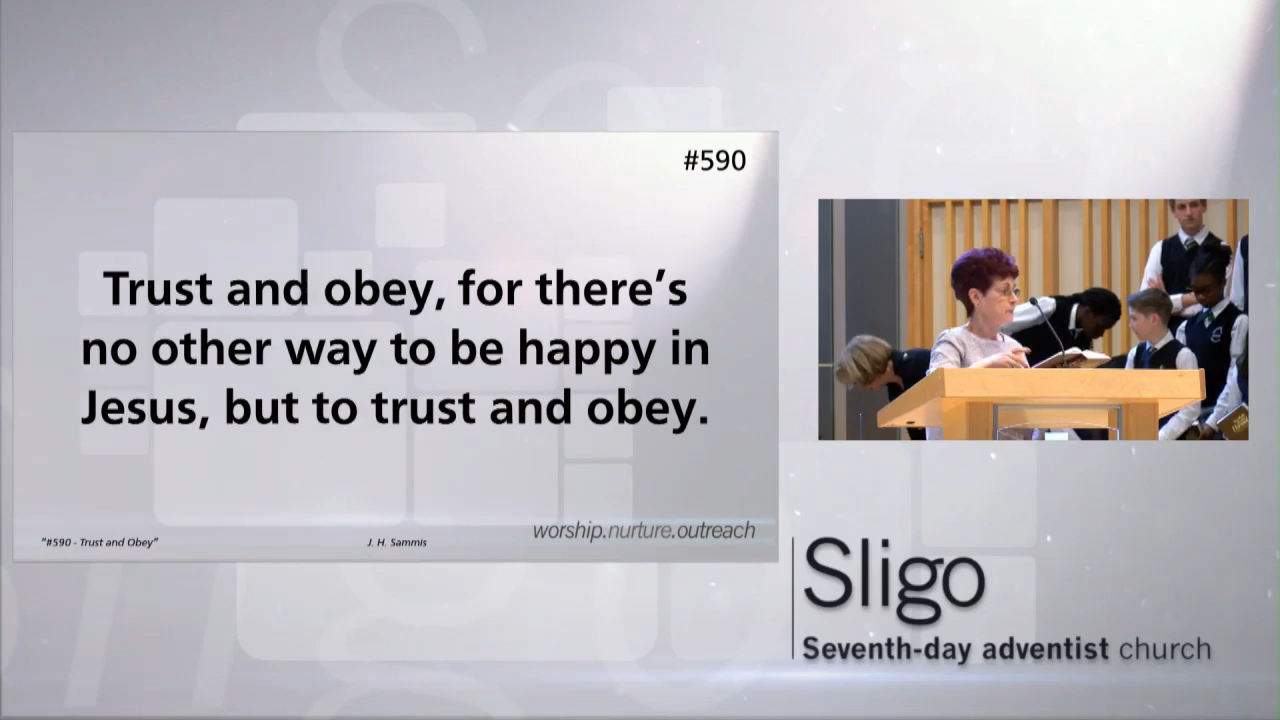 #590
Trust and obey, for there's
no other way to be happy in
Jesus, but to trust and obey.
"#590 - Trust and Obey"
J. H. Sammis
worship.nurture.outreach
Sligo
Seventh-day adventist church